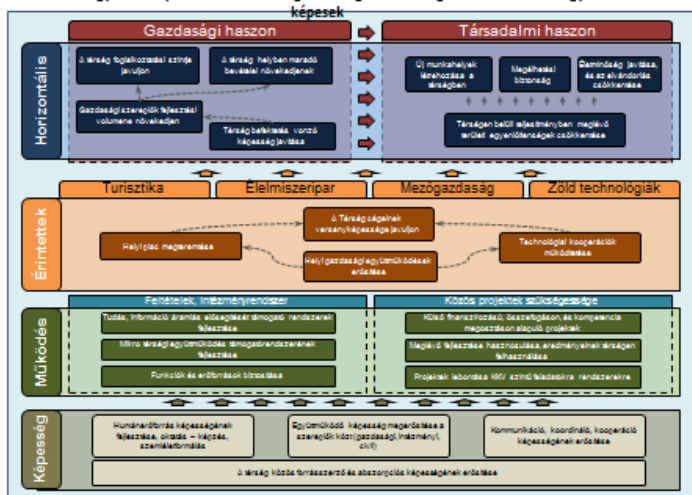 képesek
Gazdasági haszon
Társadalmi haszon
Horizontális
A térség foglalkoztatási szintje
javuljon
A térség helyben maradó
bevételei növekedjenek
Gazdasági szereplők fejlesztési
volumene növekedjen
Térség befektetés vonzó
képesség javítása
Új munkahelyek
létrehozása a
térségben
Megélhetési
biztonság
Életminőség javítása,
és az elvándorlás
csökkentése
Térségen belüli teljesítményben meglévő
terület egyenlőtlenségek csökkentése
Turisztika
Élelmiszeripar
Mezőgazdaság
Zöld technológiák
Érintettek
A Térség cégeinek
versenyképessége javuljon
Helyi piac megteremtése
Technológiai kooperációk
működtetése
Helyi gazdasági együttműködések
erősítése
Működés
Feltételek, intézményrendszer
Közös projektek szükségessége
Tudás, információ áramlás elősegítését támogató rendszerek
fejlesztése
Mikro térségi együttműködés támogatórendszerének
fejlesztése
Funkciók és erőforrások biztosítása
Külső finanszírozású, összefogáson, és kompetencia
megosztáson alapuló projektek
Meglévő fejlesztése hasznosulása, eredményeinek térségen
felhasználása
Projektek lebontása KKV szintű feladatokra rendszerekre
Képesség
Humánerőforrás képességének
fejlesztése, oktatás – képzés,
szemléletformálás
Együttműködő képesség megerősítése a
szereplők közt (gazdasági, intézményi,
civil)
Kommunikáció, koordináló, kooperáció
képességének erősítése
A térség közös forrásszerző és abszorpciós képességének erősítése